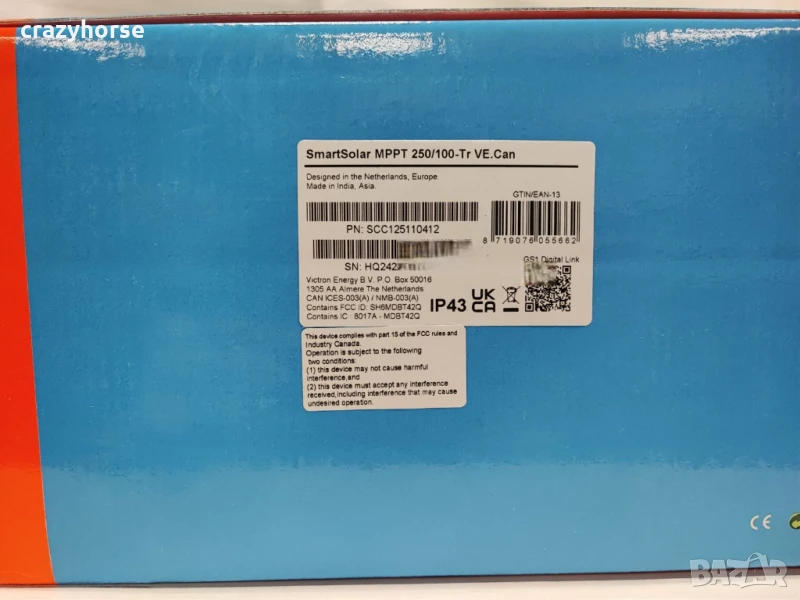 crazyhorse
SmartSolar MPPT 250/100-Tr VE.Can
Designed in the Netherlands, Europe
Made in India, Asia.
GTIN/EAN-13
PN: SCC125110412
8 719076 055662
SN: HQ242
GS1 Digital Link
Victron Energy B.V. P.O. Box 50016
1305 AA Almere The Netherlands
CAN ICES-003(A) / NMB-003(A)
Contains FCC ID: SH6MDBT42Q
Contains IC : 8017A - MDBT42Q
IP43
UK
CA
This device complies with part 15 of the FCC rules and
Industry Canada.
Operation is subject to the following
two conditions:
(1) this device may not cause harmful
interference,and
(2) this device must accept any interference
received,including interference that may cause
undesired operation.
CE
BAZAR